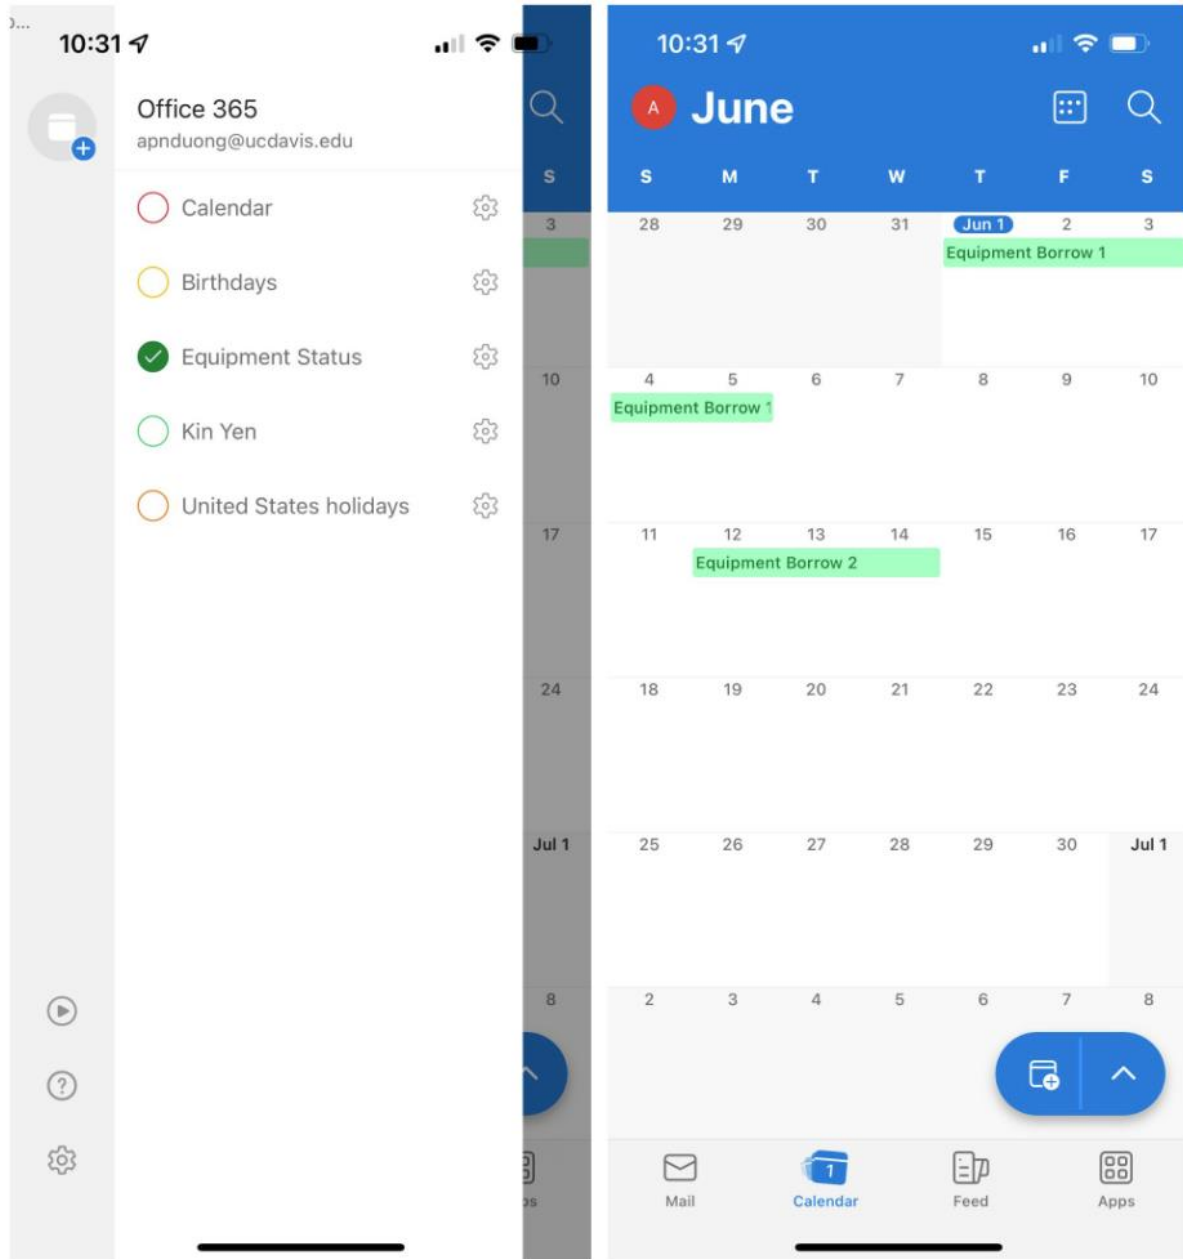 10:31
Office 365
apnduong@ucdavis.edu
Calendar
Birthdays
Equipment Status
Kin Yen
United States holidays
S
3
10
17
24
Jul 1
8
10:31
A June
S M T W T F S
28 29 30 31 Jun 1 2 3
Equipment Borrow 1
4 5 6 7 8 9 10
Equipment Borrow 1
11 12 13 14 15 16 17
Equipment Borrow 2
18 19 20 21 22 23 24
25 26 27 28 29 30 Jul 1
2 3 4 5 6 7 8
1
Mail Calendar Feed Apps